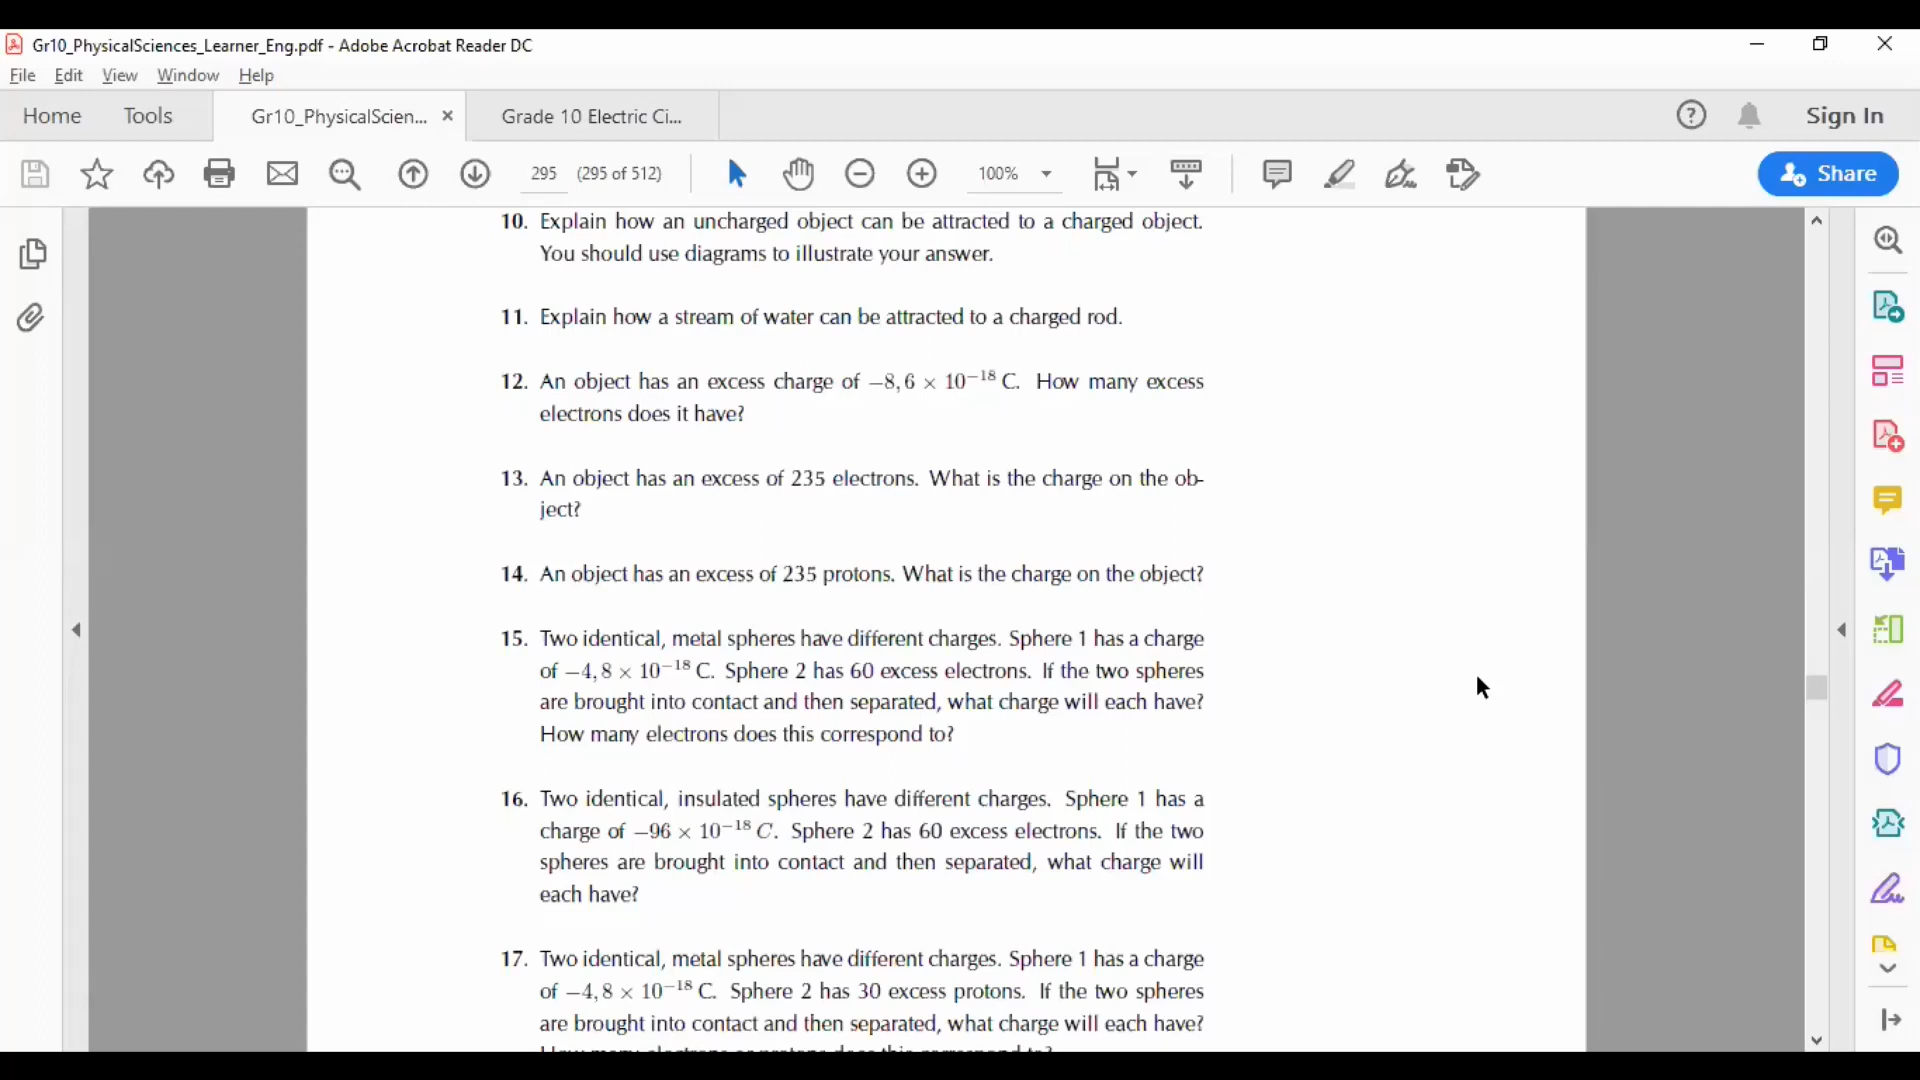 Gr10_PhysicalSciences_Learner_Eng.pdf - Adobe Acrobat Reader DC
File Edit View Window Help
Home Tools Gr10_PhysicalScien... × Grade 10 Electric Ci... Sign In
295 (295 of 512) 100% Share
10. Explain how an uncharged object can be attracted to a charged object.
You should use diagrams to illustrate your answer.
11. Explain how a stream of water can be attracted to a charged rod.
12. An object has an excess charge of −8, 6 × 10⁻¹⁸ C. How many excess
electrons does it have?
13. An object has an excess of 235 electrons. What is the charge on the ob-
ject?
14. An object has an excess of 235 protons. What is the charge on the object?
15. Two identical, metal spheres have different charges. Sphere 1 has a charge
of −4, 8 × 10⁻¹⁸ C. Sphere 2 has 60 excess electrons. If the two spheres
are brought into contact and then separated, what charge will each have?
How many electrons does this correspond to?
16. Two identical, insulated spheres have different charges. Sphere 1 has a
charge of −96 × 10⁻¹⁸ C. Sphere 2 has 60 excess electrons. If the two
spheres are brought into contact and then separated, what charge will
each have?
17. Two identical, metal spheres have different charges. Sphere 1 has a charge
of −4, 8 × 10⁻¹⁸ C. Sphere 2 has 30 excess protons. If the two spheres
are brought into contact and then separated, what charge will each have?